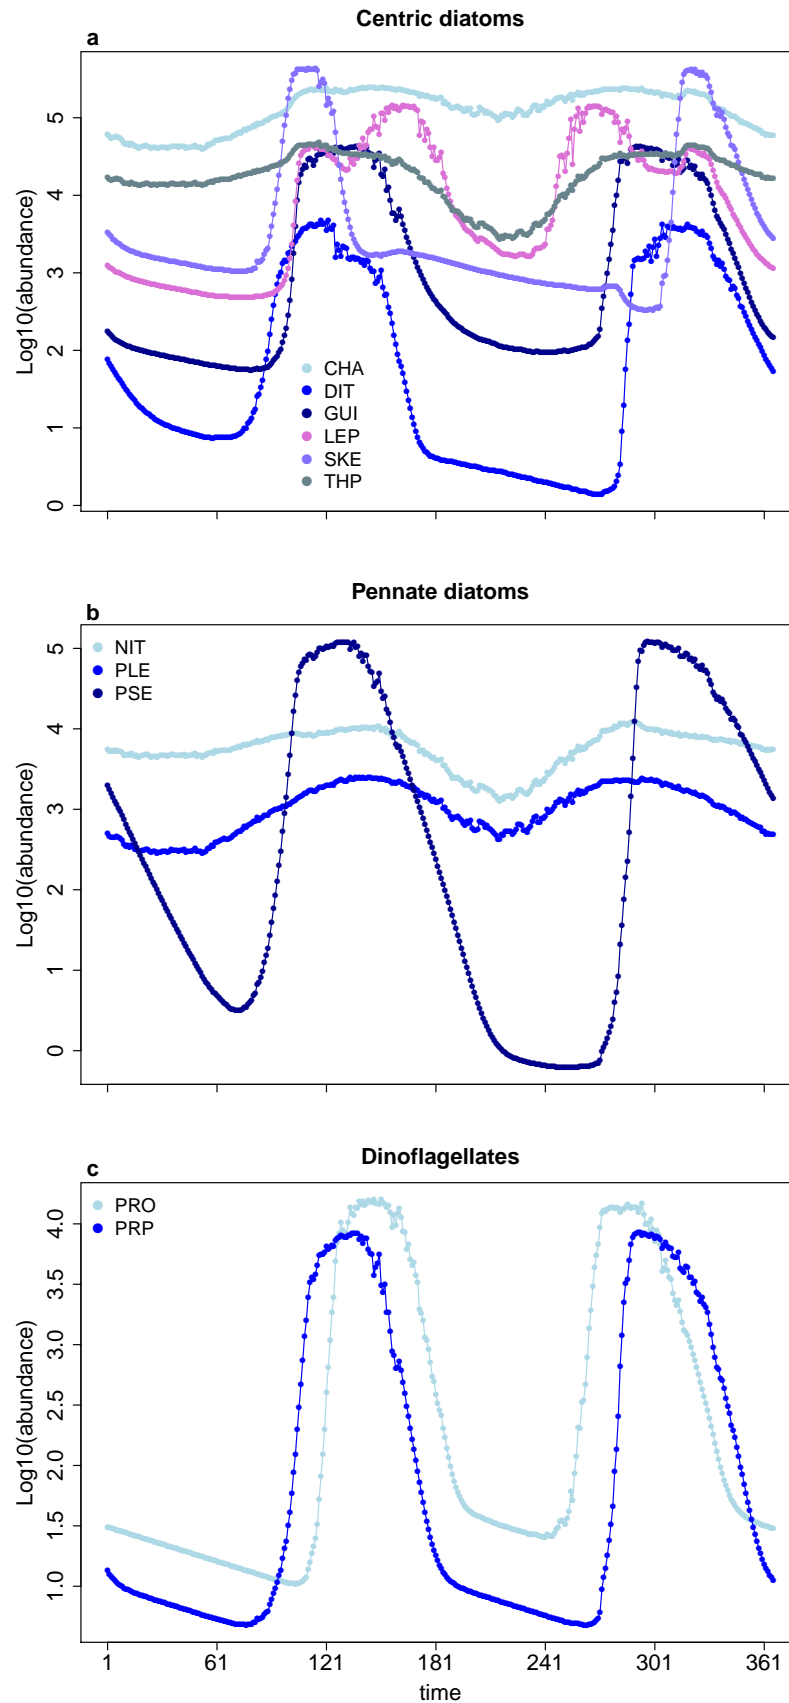 Centric diatoms
a
Log10(abundance)
5
4
3
2
1
0
CHA
DIT
GUI
LEP
SKE
THP
Pennate diatoms
b
Log10(abundance)
5
4
3
2
1
0
NIT
PLE
PSE
Dinoflagellates
c
Log10(abundance)
4.0
3.5
3.0
2.5
2.0
1.5
1.0
PRO
PRP
1 61 121 181 241 301 361
time